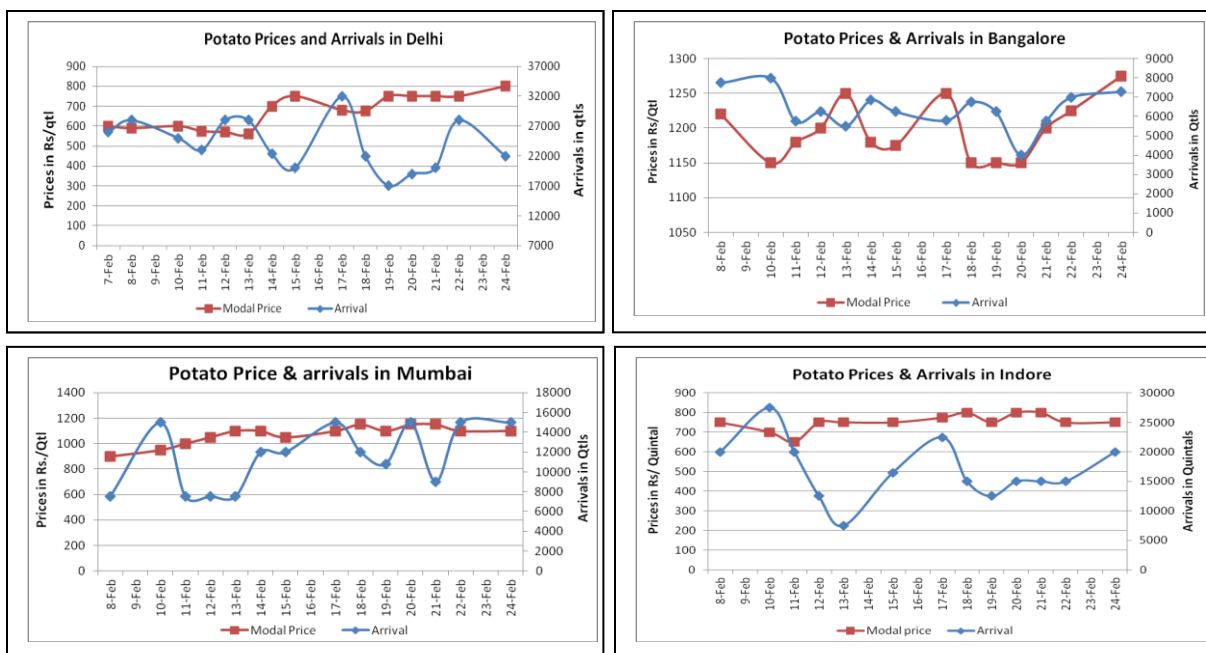 Potato Prices and Arrivals in Delhi
Prices in Rs/qtl
900
800
700
600
500
400
300
200
100
0
37000
32000
27000
22000
17000
12000
7000
Arrivals in qtls
7-Feb
8-Feb
9-Feb
10-Feb
11-Feb
12-Feb
13-Feb
14-Feb
15-Feb
16-Feb
17-Feb
18-Feb
19-Feb
20-Feb
21-Feb
22-Feb
23-Feb
24-Feb
Modal Price Arrival
Potato Prices & Arrivals in Bangalore
Prices in Rs/Qtl
1300
1250
1200
1150
1100
1050
9000
8000
7000
6000
5000
4000
3000
2000
1000
0
Arrivals in Qtls
8-Feb
9-Feb
10-Feb
11-Feb
12-Feb
13-Feb
14-Feb
15-Feb
16-Feb
17-Feb
18-Feb
19-Feb
20-Feb
21-Feb
22-Feb
23-Feb
24-Feb
Modal Price Arrival
Potato Price & arrivals in Mumbai
Prices in Rs./Qtl
1400
1200
1000
800
600
400
200
0
18000
16000
14000
12000
10000
8000
6000
4000
2000
0
Arrivals in Qtls
8-Feb
9-Feb
10-Feb
11-Feb
12-Feb
13-Feb
14-Feb
15-Feb
16-Feb
17-Feb
18-Feb
19-Feb
20-Feb
21-Feb
22-Feb
23-Feb
24-Feb
Modal Price Arrival
Potato Prices & Arrivals in Indore
Prices in Rs/ Quintal
900
800
700
600
500
400
300
200
100
0
30000
25000
20000
15000
10000
5000
0
Arrivals in Quintals
8-Feb
9-Feb
10-Feb
11-Feb
12-Feb
13-Feb
14-Feb
15-Feb
16-Feb
17-Feb
18-Feb
19-Feb
20-Feb
21-Feb
22-Feb
23-Feb
24-Feb
Modal price Arrival